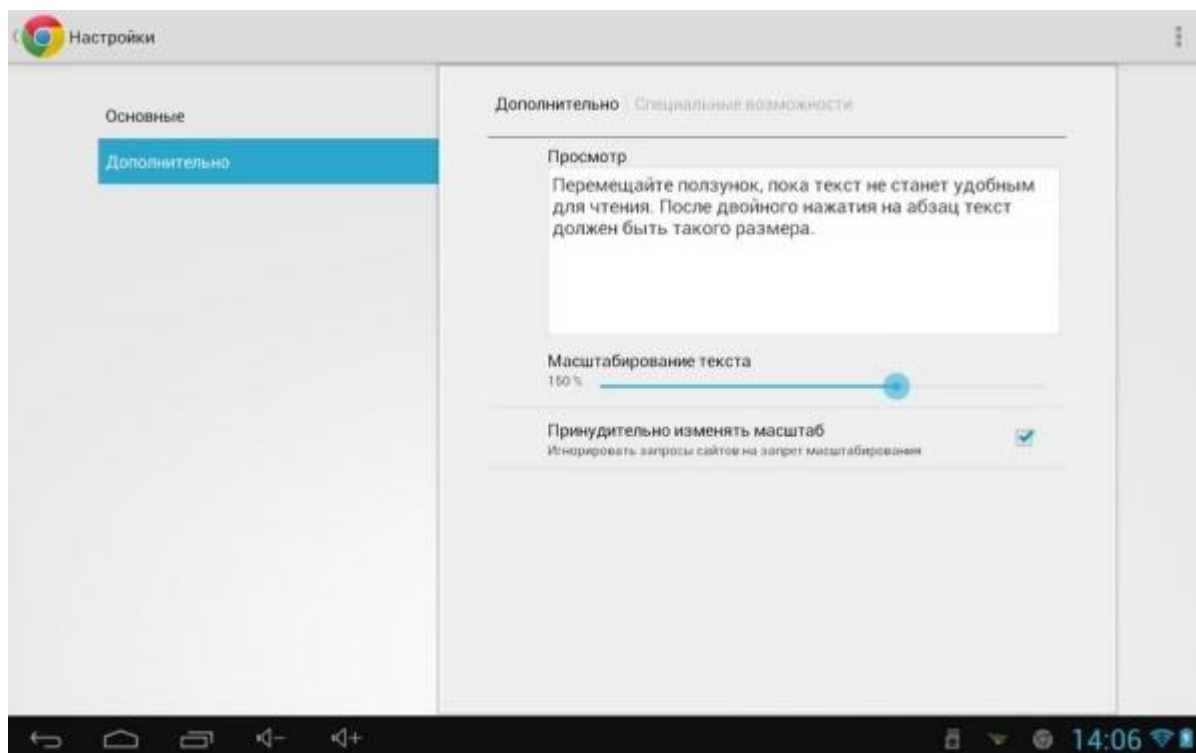 Настройки
Основные
Дополнительно
Дополнительно Специальные возможности
Просмотр
Перемещайте ползунок, пока текст не станет удобным
для чтения. После двойного нажатия на абзац текст
должен быть такого размера.
Масштабирование текста
150 %
Принудительно изменять масштаб
Игнорировать запросы сайтов на запрет масштабирования
14:06